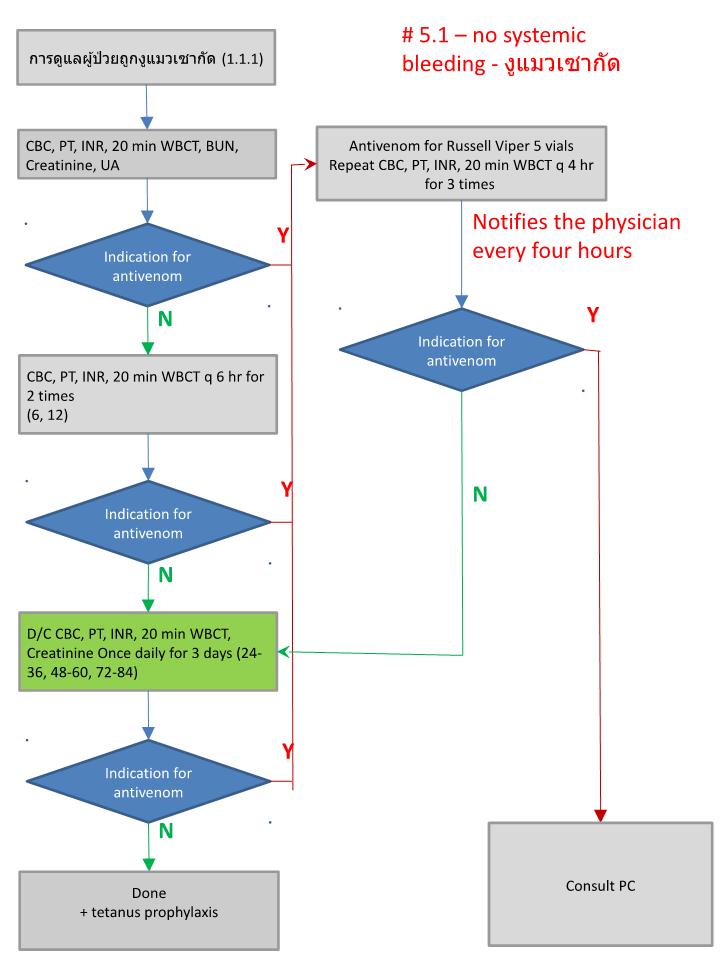 # 5.1 – no systemic
bleeding - งูแมวเซากัด
การดูแลผู้ป่วยถูกงูแมวเซากัด (1.1.1)
CBC, PT, INR, 20 min WBCT, BUN,
Creatinine, UA
Indication for
antivenom
Y
N
CBC, PT, INR, 20 min WBCT q 6 hr for
2 times
(6, 12)
Indication for
antivenom
Y
N
D/C CBC, PT, INR, 20 min WBCT,
Creatinine Once daily for 3 days (24-
36, 48-60, 72-84)
Indication for
antivenom
Y
N
Done
+ tetanus prophylaxis
Antivenom for Russell Viper 5 vials
Repeat CBC, PT, INR, 20 min WBCT q 4 hr
for 3 times
Notifies the physician
every four hours
Indication for
antivenom
Y
N
Consult PC